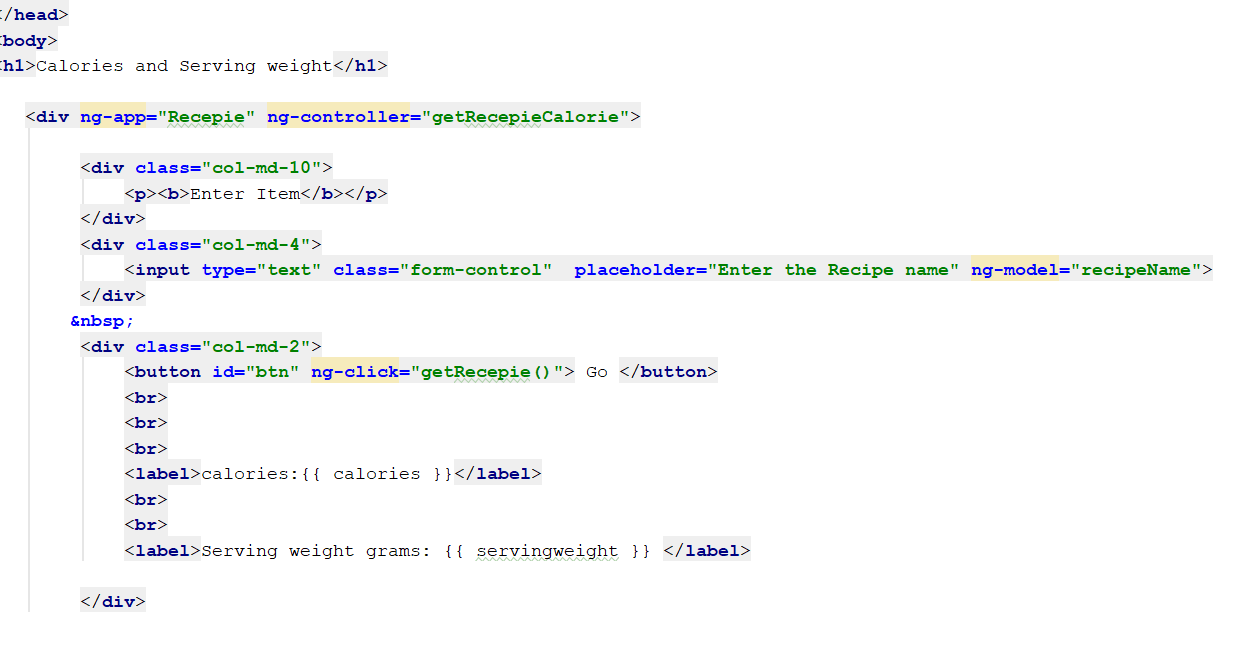 /head>
body>
h1>Calories and Serving weight</h1>
<div ng-app="Recepie" ng-controller="getRecepieCalorie">
<div class="col-md-10">
<p><b>Enter Item</b></p>
</div>
<div class="col-md-4">
<input type="text" class="form-control"  placeholder="Enter the Recipe name" ng-model="recipeName">
</div>
&nbsp;
<div class="col-md-2">
<button id="btn" ng-click="getRecepie()"> Go </button>
<br>
<br>
<br>
<label>calories:{{ calories }}</label>
<br>
<br>
<label>Serving weight grams: {{ servingweight }} </label>
</div>